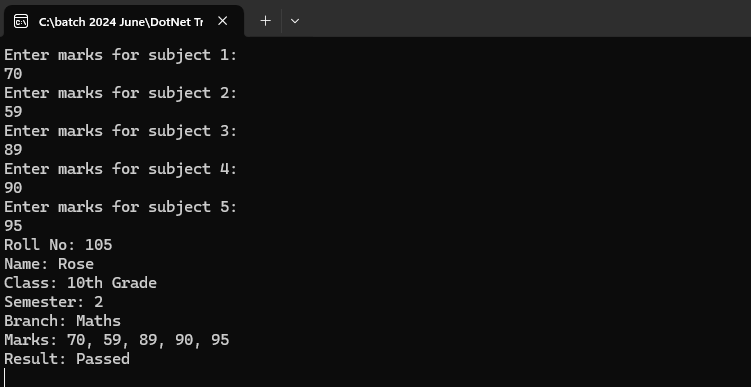 C:\batch 2024 June\DotNet Tr
Enter marks for subject 1:
70
Enter marks for subject 2:
59
Enter marks for subject 3:
89
Enter marks for subject 4:
90
Enter marks for subject 5:
95
Roll No: 105
Name: Rose
Class: 10th Grade
Semester: 2
Branch: Maths
Marks: 70, 59, 89, 90, 95
Result: Passed